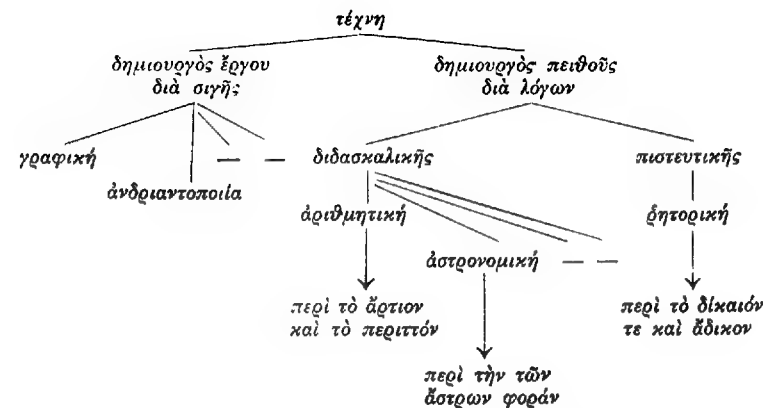 τέχνη
δημιουργὸς ἔργου
διὰ σιγῆς
δημιουργὸς πειθοῦς
διὰ λόγων
γραφική
ἀνδριαντοποιΐα
διδασκαλικῆς
πιστευτικῆς
ἀριθμητική
ῥητορική
ἀστρονομική
περὶ τὸ ἄρτιον
καὶ τὸ περιττόν
περὶ τὸ δίκαιόν
τε καὶ ἄδικον
περὶ τὴν τῶν
ἄστρων φοράν